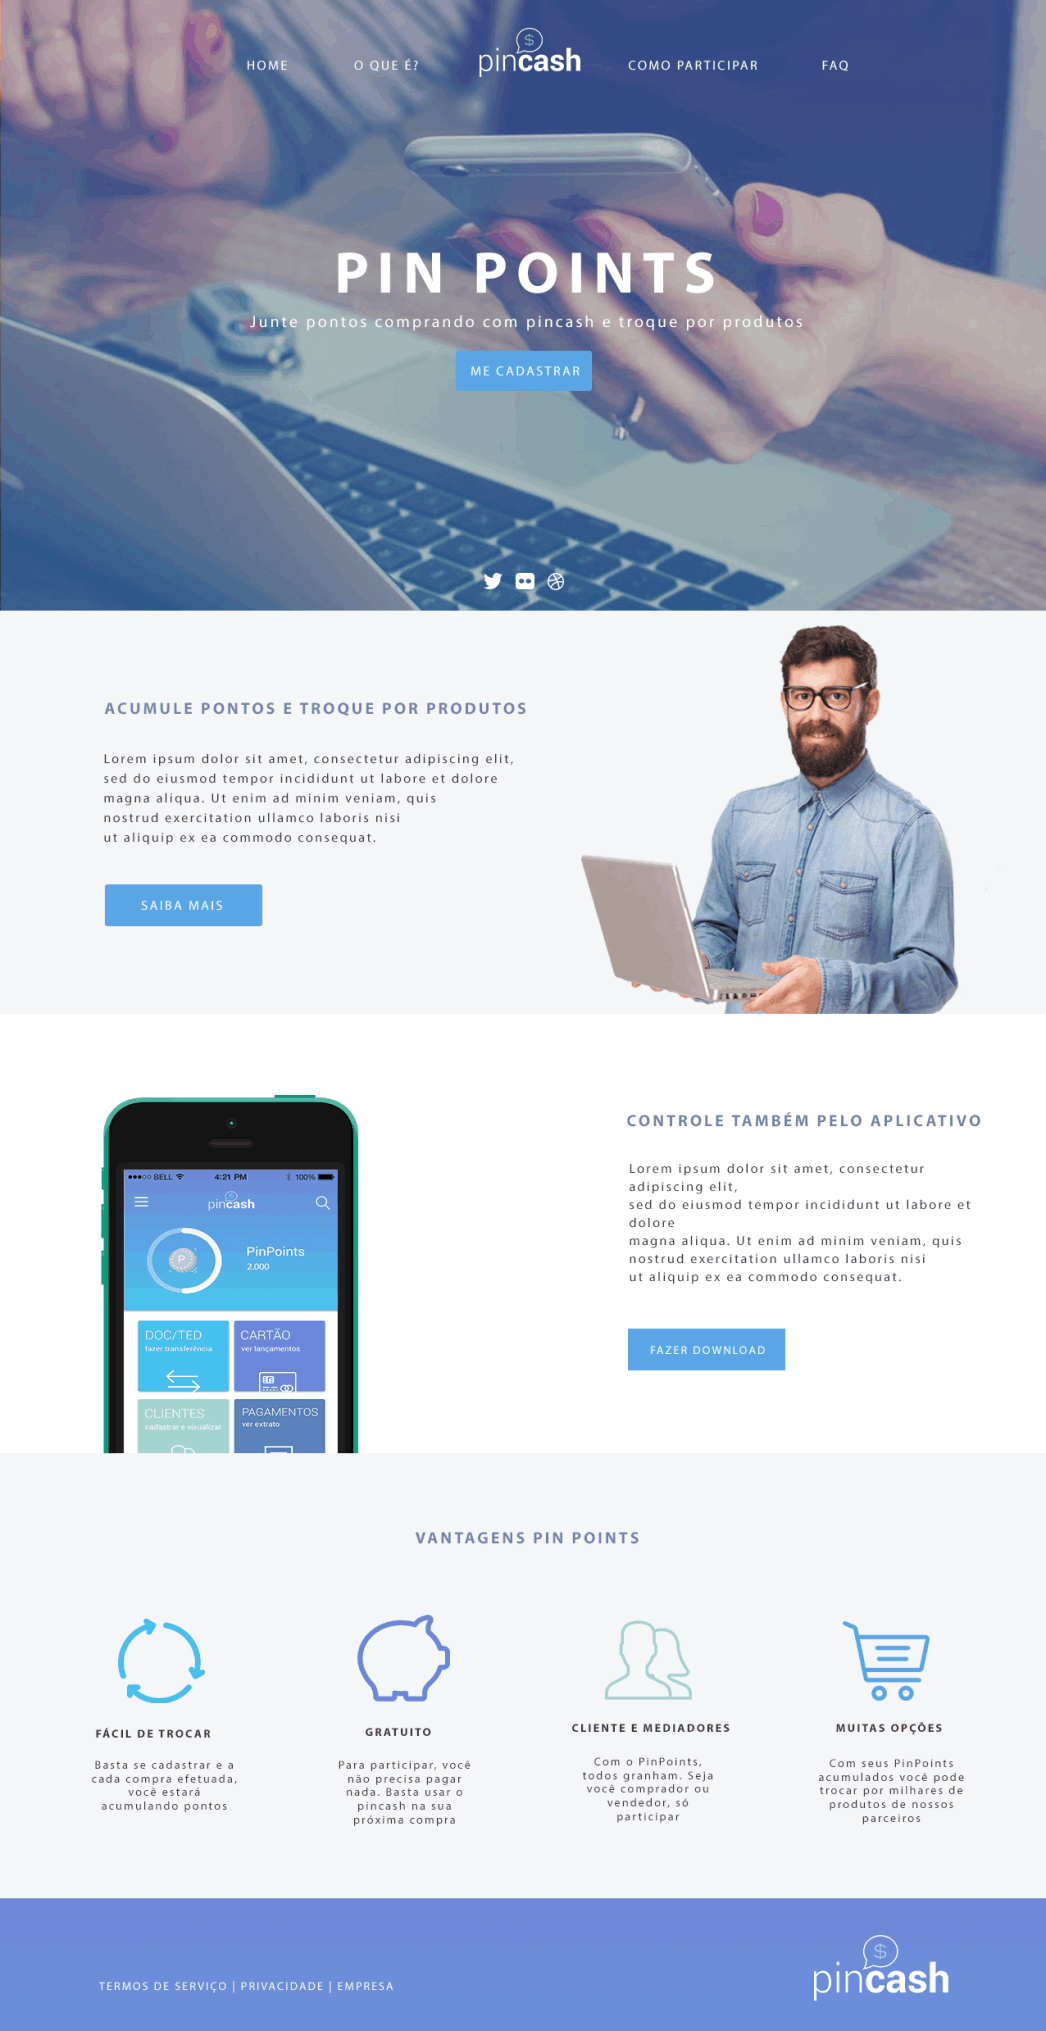 HOME
O QUE É?
$
pincash
COMO PARTICIPAR
FAQ
PIN POINTS
Junte pontos comprando com pincash e troque por produtos
ME CADASTRAR
ACUMULE PONTOS E TROQUE POR PRODUTOS
Lorem ipsum dolor sit amet, consectetur adipiscing elit,
sed do eiusmod tempor incididunt ut labore et dolore
magna aliqua. Ut enim ad minim veniam, quis
nostrud exercitation ullamco laboris nisi
ut aliquip ex ea commodo consequat.
SAIBA MAIS
BELL
4:21 PM
100%
pincash
P
PinPoints
2.000
DOC/TED
fazer transferência
CARTÃO
ver lançamentos
CLIENTES
cadastrar e visualizar
PAGAMENTOS
ver extrato
CONTROLE TAMBÉM PELO APLICATIVO
Lorem ipsum dolor sit amet, consectetur
adipiscing elit,
sed do eiusmod tempor incididunt ut labore et
dolore
magna aliqua. Ut enim ad minim veniam, quis
nostrud exercitation ullamco laboris nisi
ut aliquip ex ea commodo consequat.
FAZER DOWNLOAD
VANTAGENS PIN POINTS
FÁCIL DE TROCAR
Basta se cadastrar e a
cada compra efetuada,
você estará
acumulando pontos
GRATUITO
Para participar, você
não precisa pagar
nada. Basta usar o
pincash na sua
próxima compra
CLIENTE E MEDIADORES
Com o PinPoints,
todos granham. Seja
você comprador ou
vendedor, só
participar
MUITAS OPÇÕES
Com seus PinPoints
acumulados você pode
trocar por milhares de
produtos de nossos
parceiros
TERMOS DE SERVIÇO | PRIVACIDADE | EMPRESA
$
pincash